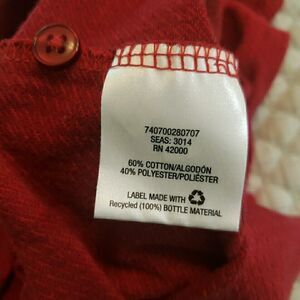 740700280707
SEAS: 3014
RN 42000
60% COTTON/ALGODÓN
40% POLYESTER/POLIÉSTER
LABEL MADE WITH
Recycled (100%) BOTTLE MATERIAL